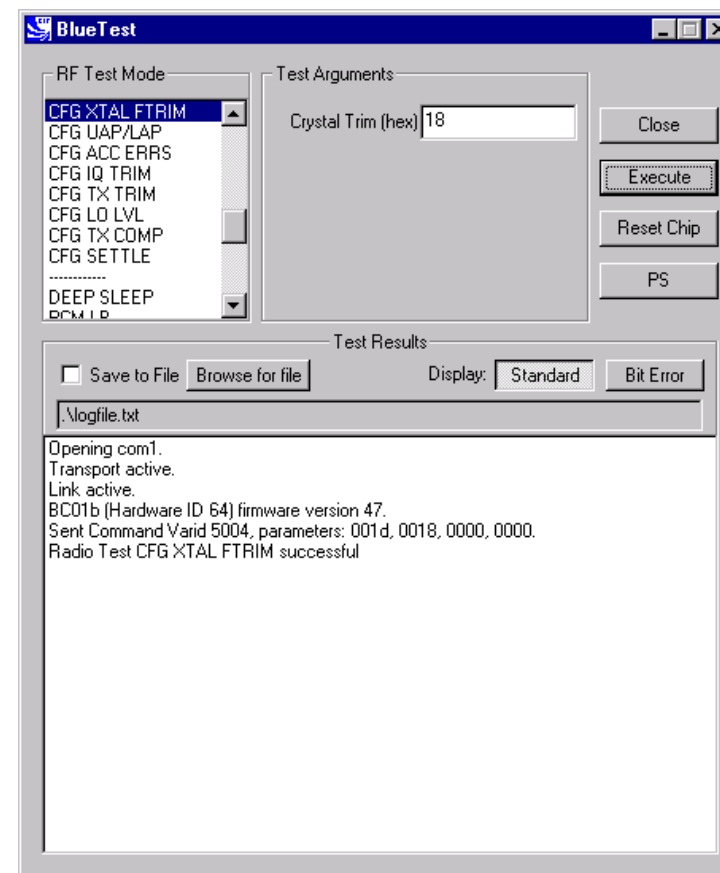 BlueTest
RF Test Mode
CFG XTAL FTRIM
CFG UAP/LAP
CFG ACC ERRS
CFG IQ TRIM
CFG TX TRIM
CFG LO LVL
CFG TX COMP
CFG SETTLE
------------
DEEP SLEEP
PCM LB
Test Arguments
Crystal Trim (hex) 18
Close
Execute
Reset Chip
PS
Test Results
Save to File Browse for file Display: Standard Bit Error
.\logfile.txt
Opening com1.
Transport active.
Link active.
BC01b (Hardware ID 64) firmware version 47.
Sent Command Varid 5004, parameters: 001d, 0018, 0000, 0000.
Radio Test CFG XTAL FTRIM successful